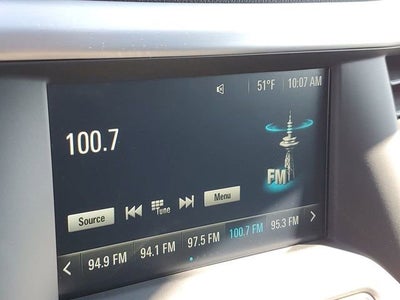 51°F 10:07 AM
100.7
FM
Source Tune Menu
94.9 FM 94.1 FM 97.5 FM 100.7 FM 95.3 FM